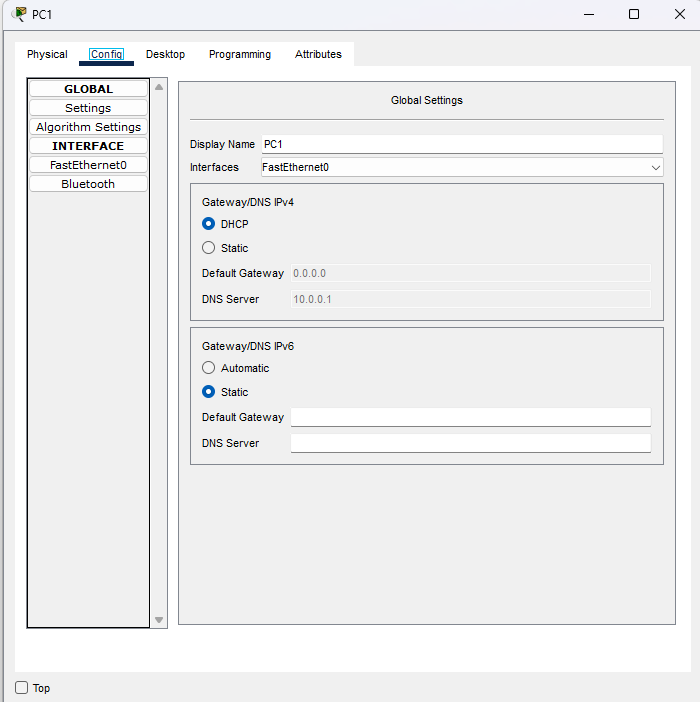 PC1
Physical Config Desktop Programming Attributes
GLOBAL
Settings
Algorithm Settings
INTERFACE
FastEthernet0
Bluetooth
Global Settings
Display Name PC1
Interfaces FastEthernet0
Gateway/DNS IPv4
DHCP
Static
Default Gateway 0.0.0.0
DNS Server 10.0.0.1
Gateway/DNS IPv6
Automatic
Static
Default Gateway
DNS Server
Top